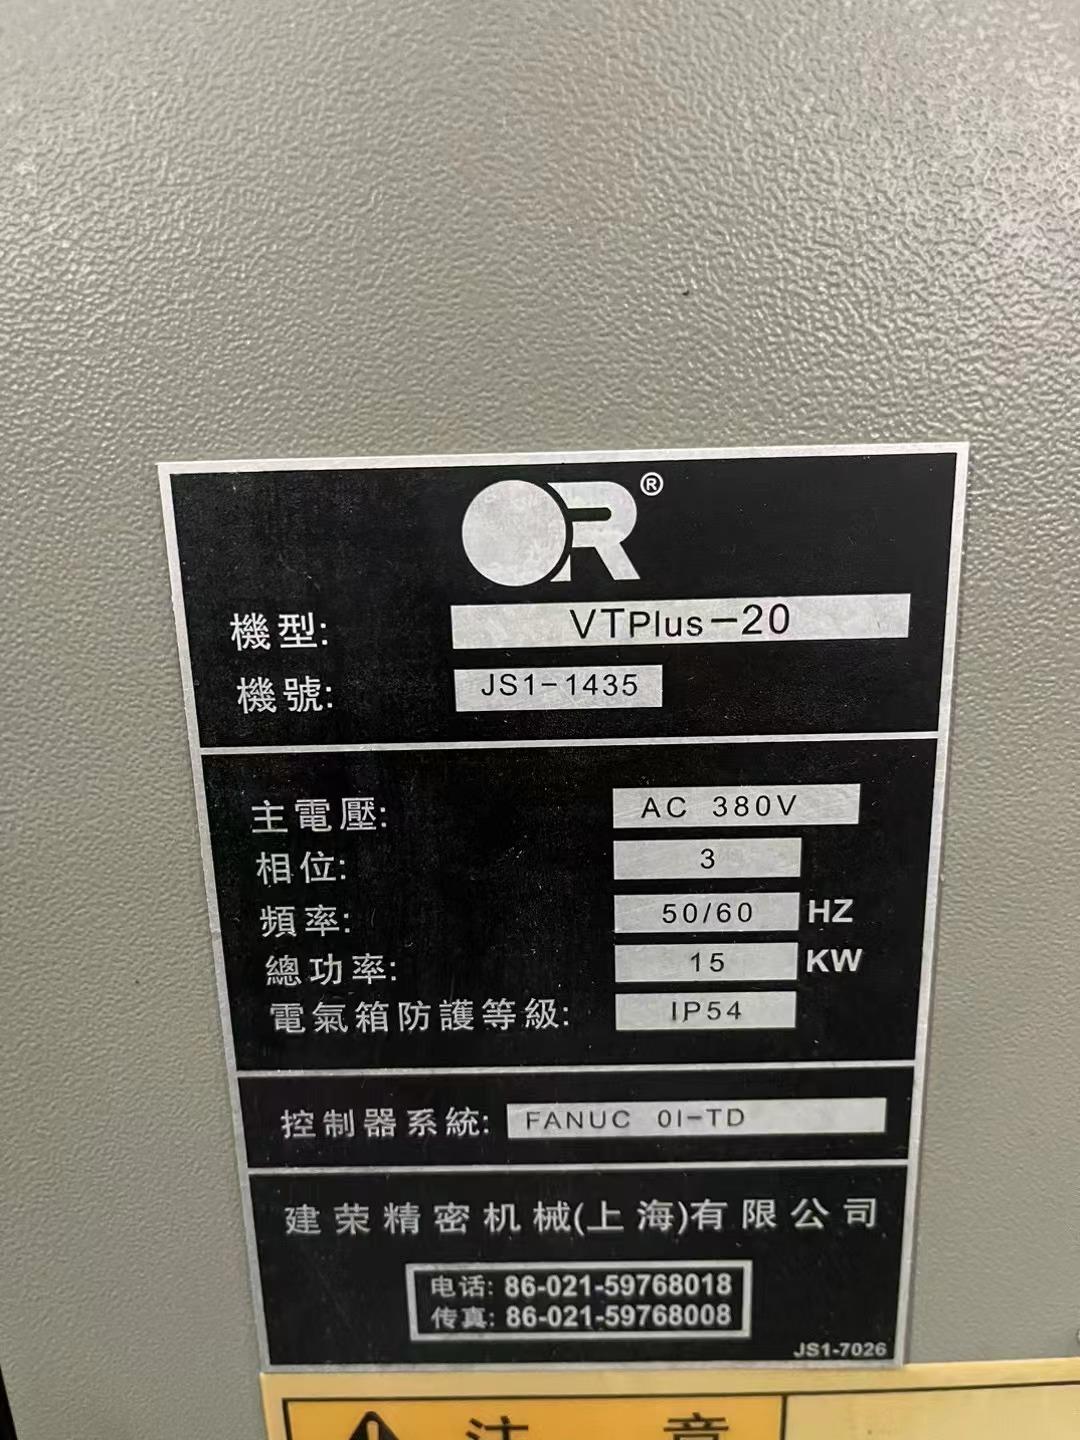 OR®
機型: VTPlus-20
機號: JS1-1435
主電壓: AC 380V
相位: 3
頻率: 50/60 HZ
總功率: 15 KW
電氣箱防護等級: IP54
控制器系統: FANUC 0I-TD
建荣精密机械(上海)有限公司
电话: 86-021-59768018
传真: 86-021-59768008
JS1-7026
注意